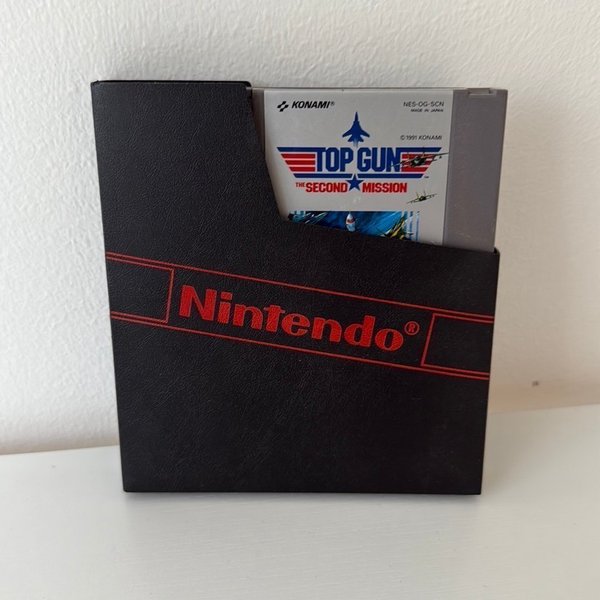 KONAMI®
NES-OG-SCN
MADE IN JAPAN
© 1991 KONAMI
TOP GUN
THE SECOND MISSION
Nintendo®